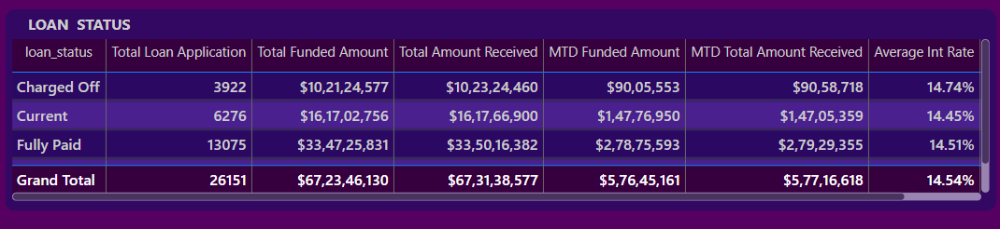 LOAN STATUS
loan_status Total Loan Application Total Funded Amount Total Amount Received MTD Funded Amount MTD Total Amount Received Average Int Rate
Charged Off 3922 $10,21,24,577 $10,23,24,460 $90,05,553 $90,58,718 14.74%
Current 6276 $16,17,02,756 $16,17,66,900 $1,47,76,950 $1,47,05,359 14.45%
Fully Paid 13075 $33,47,25,831 $33,50,16,382 $2,78,75,593 $2,79,29,355 14.51%
Grand Total 26151 $67,23,46,130 $67,31,38,577 $5,76,45,161 $5,77,16,618 14.54%